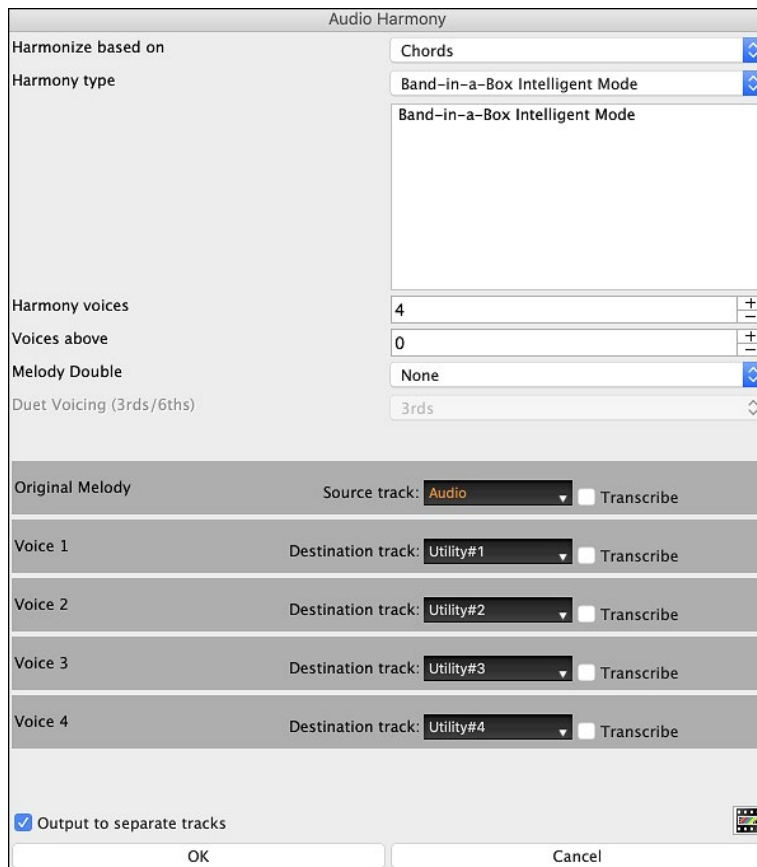 Audio Harmony
Harmonize based on Chords
Harmony type Band-in-a-Box Intelligent Mode
Band-in-a-Box Intelligent Mode
Harmony voices 4
Voices above 0
Melody Double None
Duet Voicing (3rds/6ths) 3rds
Original Melody Source track: Audio Transcribe
Voice 1 Destination track: Utility#1 Transcribe
Voice 2 Destination track: Utility#2 Transcribe
Voice 3 Destination track: Utility#3 Transcribe
Voice 4 Destination track: Utility#4 Transcribe
Output to separate tracks
OK Cancel